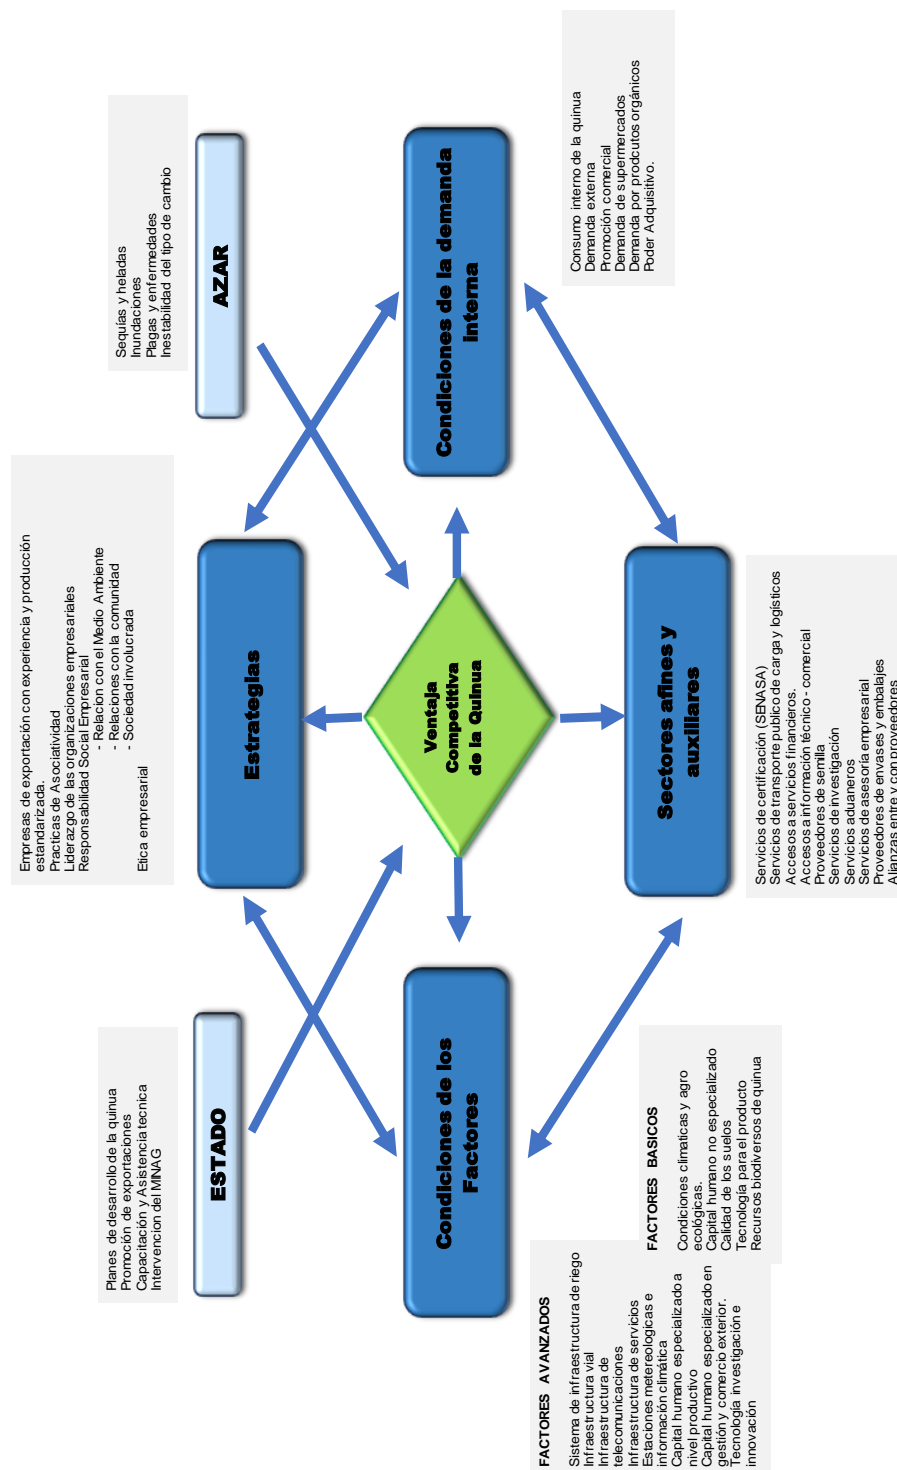 Planes de desarrollo de la quinua
Promoción de exportaciones
Capacitación y Asistencia tecnica
Intervencion del MINAG
ESTADO
Empresas de exportación con experiencia y producción
estandarizada.
Practicas de Asociatividad
Liderazgo de las organizaciones empresariales
Responsabilidad Social Empresarial
- Relacion con el Medio Ambiente
- Relaciones con la comunidad
- Sociedad involucrada
Etica empresarial
Estrategias
Sequías y heladas
Inundaciones
Plagas y enfermedades
Inestabilidad del tipo de cambio
AZAR
Condiciones de los
Factores
Ventaja
Competitiva
de la Quinua
Condiciones de la demanda
interna
Consumo interno de la quinua
Demanda externa
Promoción comercial
Demanda de supermercados
Demanda por prodcutos orgánicos
Poder Adquisitivo.
FACTORES AVANZADOS
Sistema de infraestructura de riego
Infraestructura vial
Infraestructura de
telecomunicaciones
Infraestructura de servicios
Estaciones metereologicas e
información climática
Capital humano especializado a
nivel productivo
Capital humano especializado en
gestión y comercio exterior.
Tecnología investigación e
innovación
FACTORES BASICOS
Condiciones climaticas y agro
ecológicas.
Capital humano no especializado
Calidad de los suelos
Tecnología para el producto
Recursos biodiversos de quinua
Sectores afines y
auxiliares
Servicios de certificación (SENASA)
Servicios de transporte publico de carga y logísticos
Accesos a servicios financieros.
Accesos a información técnico - comercial
Proveedores de semilla
Servicios de investigación
Servicios aduaneros
Servicios de asesoría empresarial
Proveedores de envases y embalajes
Alianzas entre y con proveedores